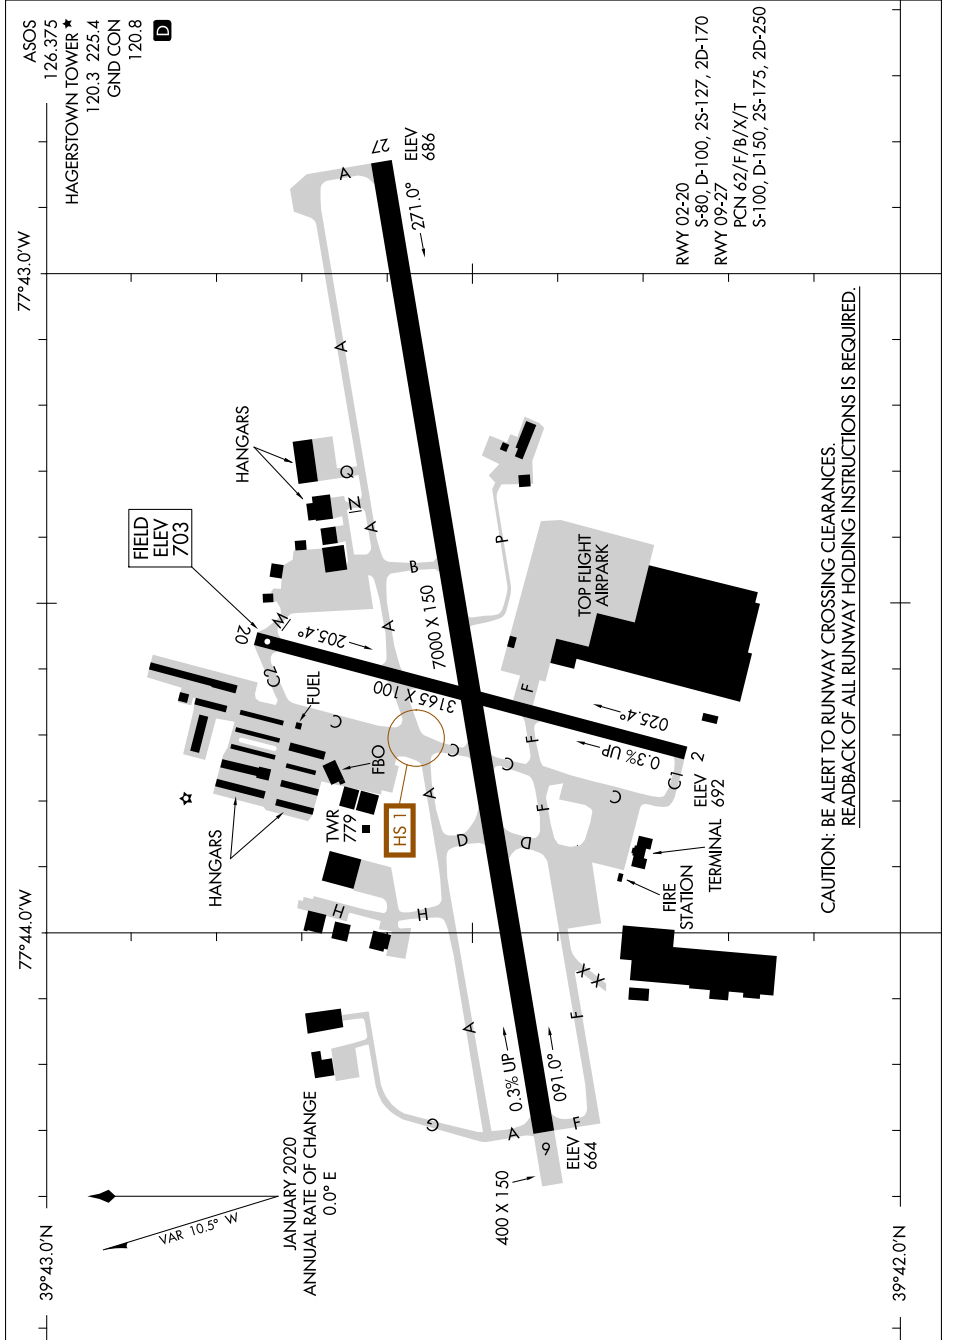 ASOS
126.375
HAGERSTOWN TOWER ★
120.3 225.4
GND CON
120.8
D
77°43.0'W
77°44.0'W
39°43.0'N
39°42.0'N
FIELD
ELEV
703
HANGARS
HANGARS
20
205.4°
M
C2
FUEL
C
FBO
TWR
779
HS 1
3165 X 100
7000 X 150
27
ELEV
686
271.0°
A
A
Q
N
A
B
A
P
TOP FLIGHT
AIRPARK
F
F
F
C
C
C
A
D
D
025.4°
0.3% UP
2
ELEV
692
C1
TERMINAL
FIRE
STATION
H
H
X
X
F
A
G
0.3% UP
091.0°
A
F
9
ELEV
664
400 X 150
JANUARY 2020
ANNUAL RATE OF CHANGE
0.0° E
VAR 10.5° W
RWY 02-20
S-80, D-100, 2S-127, 2D-170
RWY 09-27
PCN 62/F/B/X/T
S-100, D-150, 2S-175, 2D-250
CAUTION: BE ALERT TO RUNWAY CROSSING CLEARANCES.
READBACK OF ALL RUNWAY HOLDING INSTRUCTIONS IS REQUIRED.